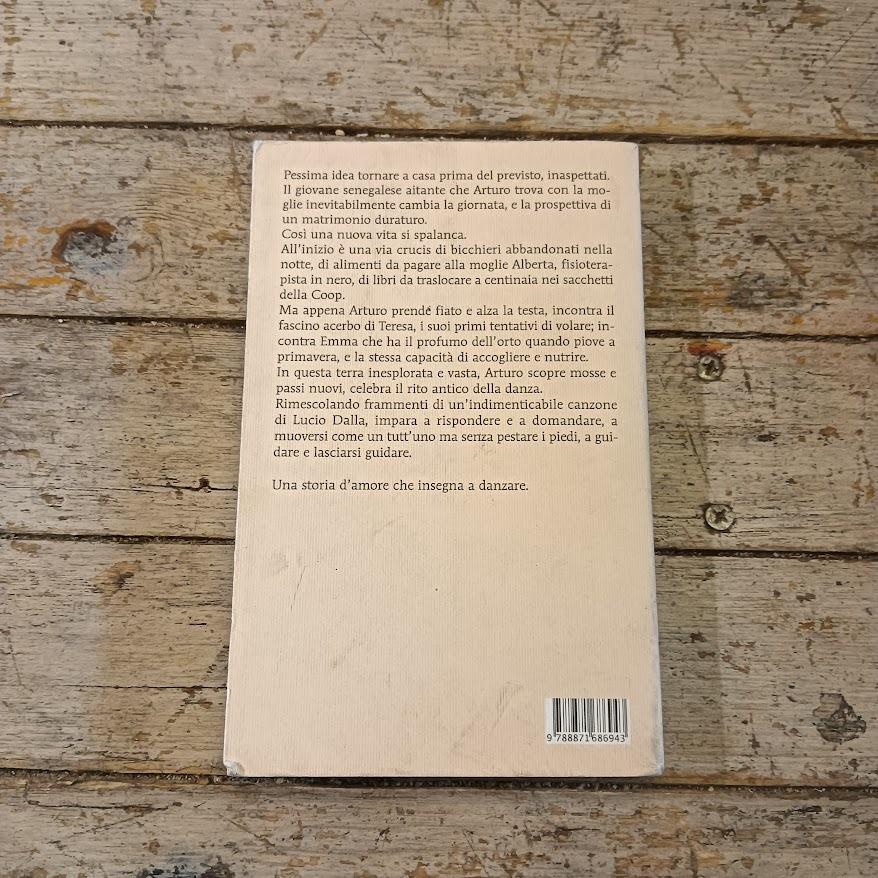 Pessima idea tornare a casa prima del previsto, inaspettati.
Il giovane senegalese aitante che Arturo trova con la mo-
glie inevitabilmente cambia la giornata, e la prospettiva di
un matrimonio duraturo.
Così una nuova vita si spalanca.
All'inizio è una via crucis di bicchieri abbandonati nella
notte, di alimenti da pagare alla moglie Alberta, fisiotera-
pista in nero, di libri da traslocare a centinaia nei sacchetti
della Coop.
Ma appena Arturo prende fiato e alza la testa, incontra il
fascino acerbo di Teresa, i suoi primi tentativi di volare; in-
contra Emma che ha il profumo dell'orto quando piove a
primavera, e la stessa capacità di accogliere e nutrire.
In questa terra inesplorata e vasta, Arturo scopre mosse e
passi nuovi, celebra il rito antico della danza.
Rimescolando frammenti di un'indimenticabile canzone
di Lucio Dalla, impara a rispondere e a domandare, a
muoversi come un tutt'uno ma senza pestare i piedi, a gui-
dare e lasciarsi guidare.
Una storia d'amore che insegna a danzare.
9 788871 686943